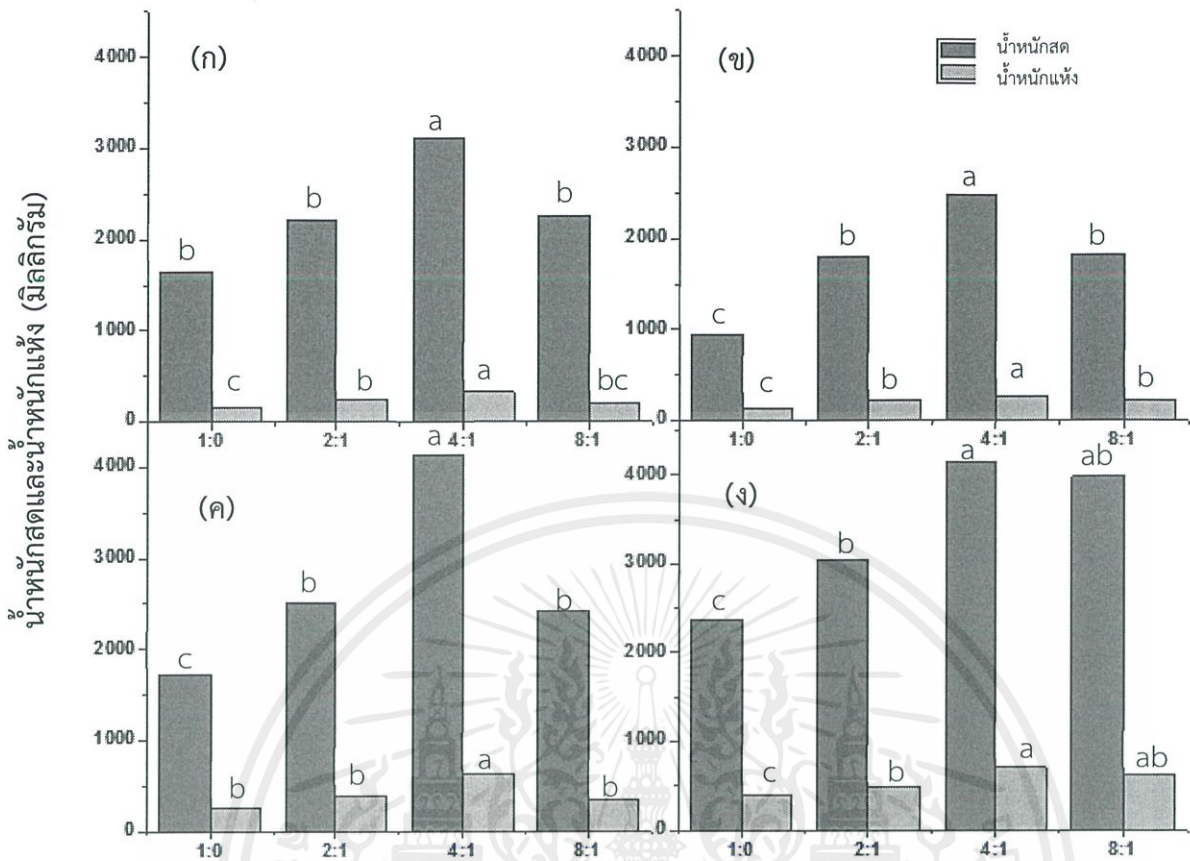 น้ำหนักสดและน้ำหนักแห้ง (มิลลิกรัม)
(ก)
4000
3000
2000
1000
0
b
c
b
b
a
a
b
bc
1:0
2:1
4:1
8:1
(ข)
น้ำหนักสด
น้ำหนักแห้ง
4000
3000
2000
1000
0
c
c
b
b
a
a
b
b
1:0
2:1
4:1
8:1
(ค)
4000
3000
2000
1000
0
c
b
b
b
a
a
b
b
1:0
2:1
4:1
8:1
(ง)
4000
3000
2000
1000
0
c
c
b
b
a
a
ab
ab
1:0
2:1
4:1
8:1